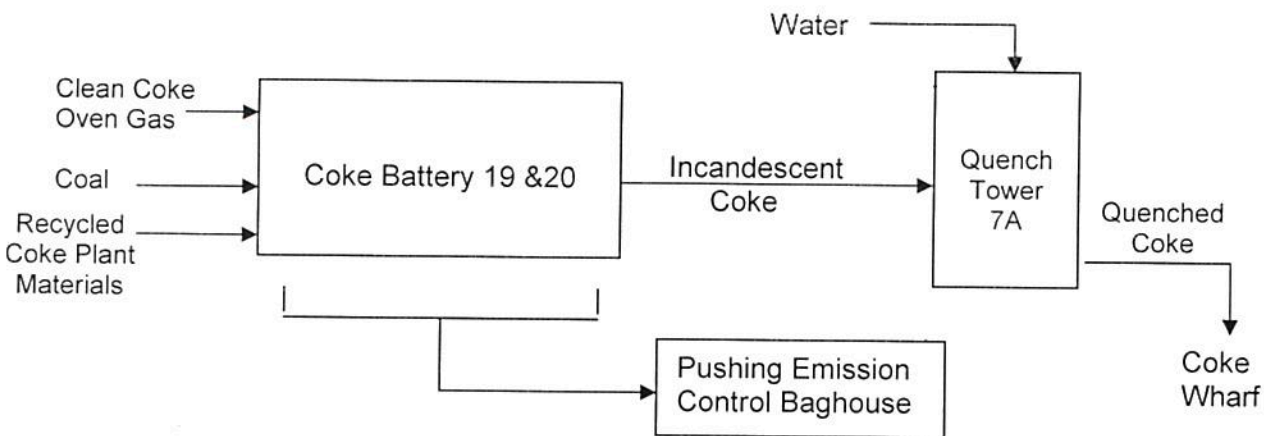 Water
Clean Coke
Oven Gas
Coal
Recycled
Coke Plant
Materials
Coke Battery 19 &20
Incandescent
Coke
Quench
Tower
7A
Quenched
Coke
Coke
Wharf
Pushing Emission
Control Baghouse